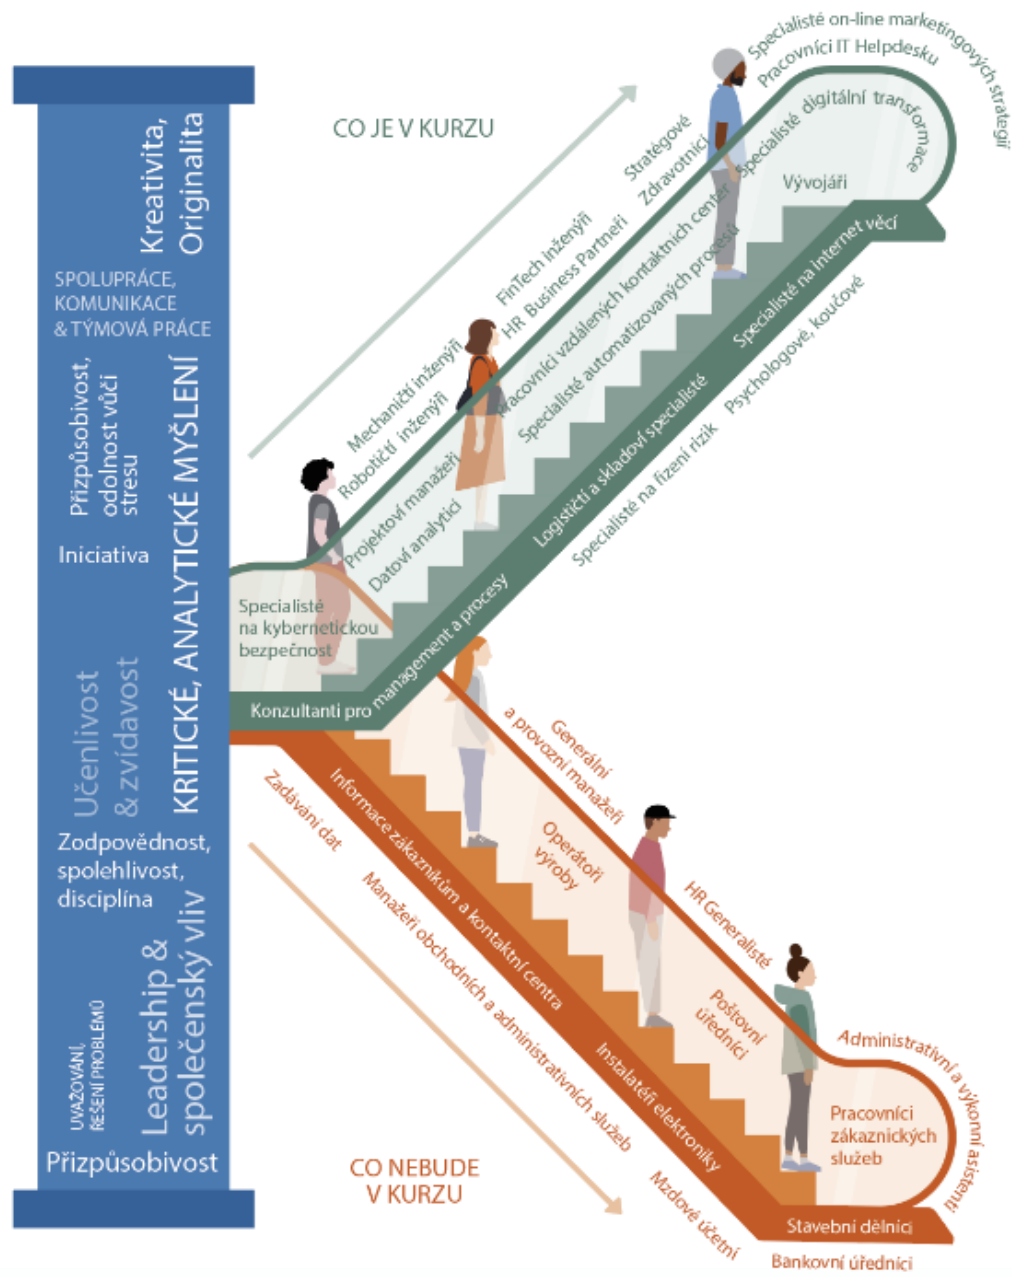 Kreativita,
Originalita
SPOLUPRÁCE,
KOMUNIKACE
& TÝMOVÁ PRÁCE
Přizpůsobivost,
odolnost vůči
stresu
KRITICKÉ, ANALYTICKÉ MYŠLENÍ
Iniciativa
Učenlivost
& zvídavost
Zodpovědnost,
spolehlivost,
disciplína
Leadership &
společenský vliv
UVAŽOVÁNÍ,
ŘEŠENÍ PROBLÉMŮ
Přizpůsobivost
CO JE V KURZU
Specialisté on-line marketingových strategií
Pracovníci IT Helpdesku
Specialisté digitální transformace
Vývojáři
Stratégové
Zdravotníci
FinTech inženýři
HR Business Partneři
Pracovníci vzdálených kontaktních center
Specialisté automatizovaných procesů
Mechaničtí inženýři
Robotičtí inženýři
Projektoví manažeři
Datoví analytici
Specialisté
na kybernetickou
bezpečnost
Konzultanti pro management a procesy
Logističtí a skladoví specialisté
Specialisté na internet věcí
Specialisté na řízení rizik
Psychologové, koučové
Generální
a provozní manažeři
Operátoři
výroby
HR Generalisté
Poštovní
úředníci
Administrativní a výkonní asistenti
Pracovníci
zákaznických
služeb
Informace zákazníkům a kontaktní centra
Instalatéři elektroniky
Stavební dělníci
Zadávání dat
Manažeři obchodních a administrativních služeb
Mzdové účetní
Bankovní úředníci
CO NEBUDE
V KURZU